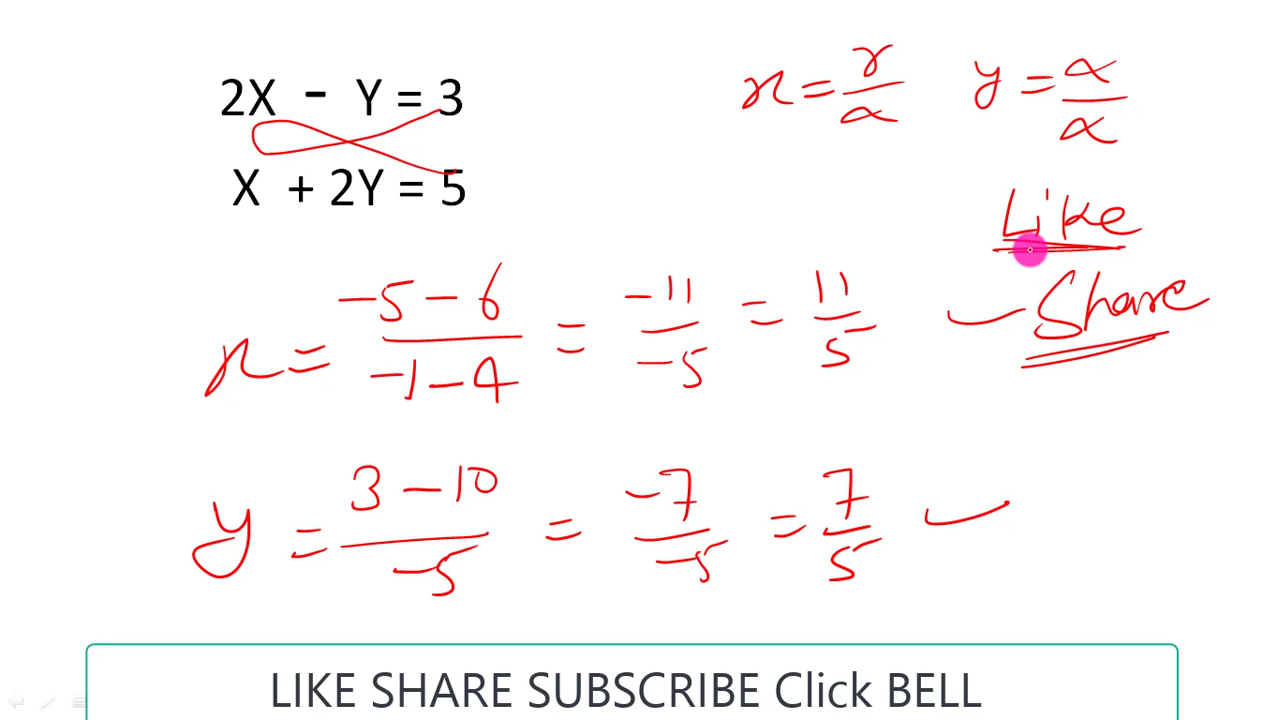 2X - Y = 3
X + 2Y = 5
x = r/α y = α/α
Like
Share
x = -5-6/-1-4 = -11/-5 = 11/5
y = 3-10/-5 = -7/-5 = 7/5
LIKE SHARE SUBSCRIBE Click BELL